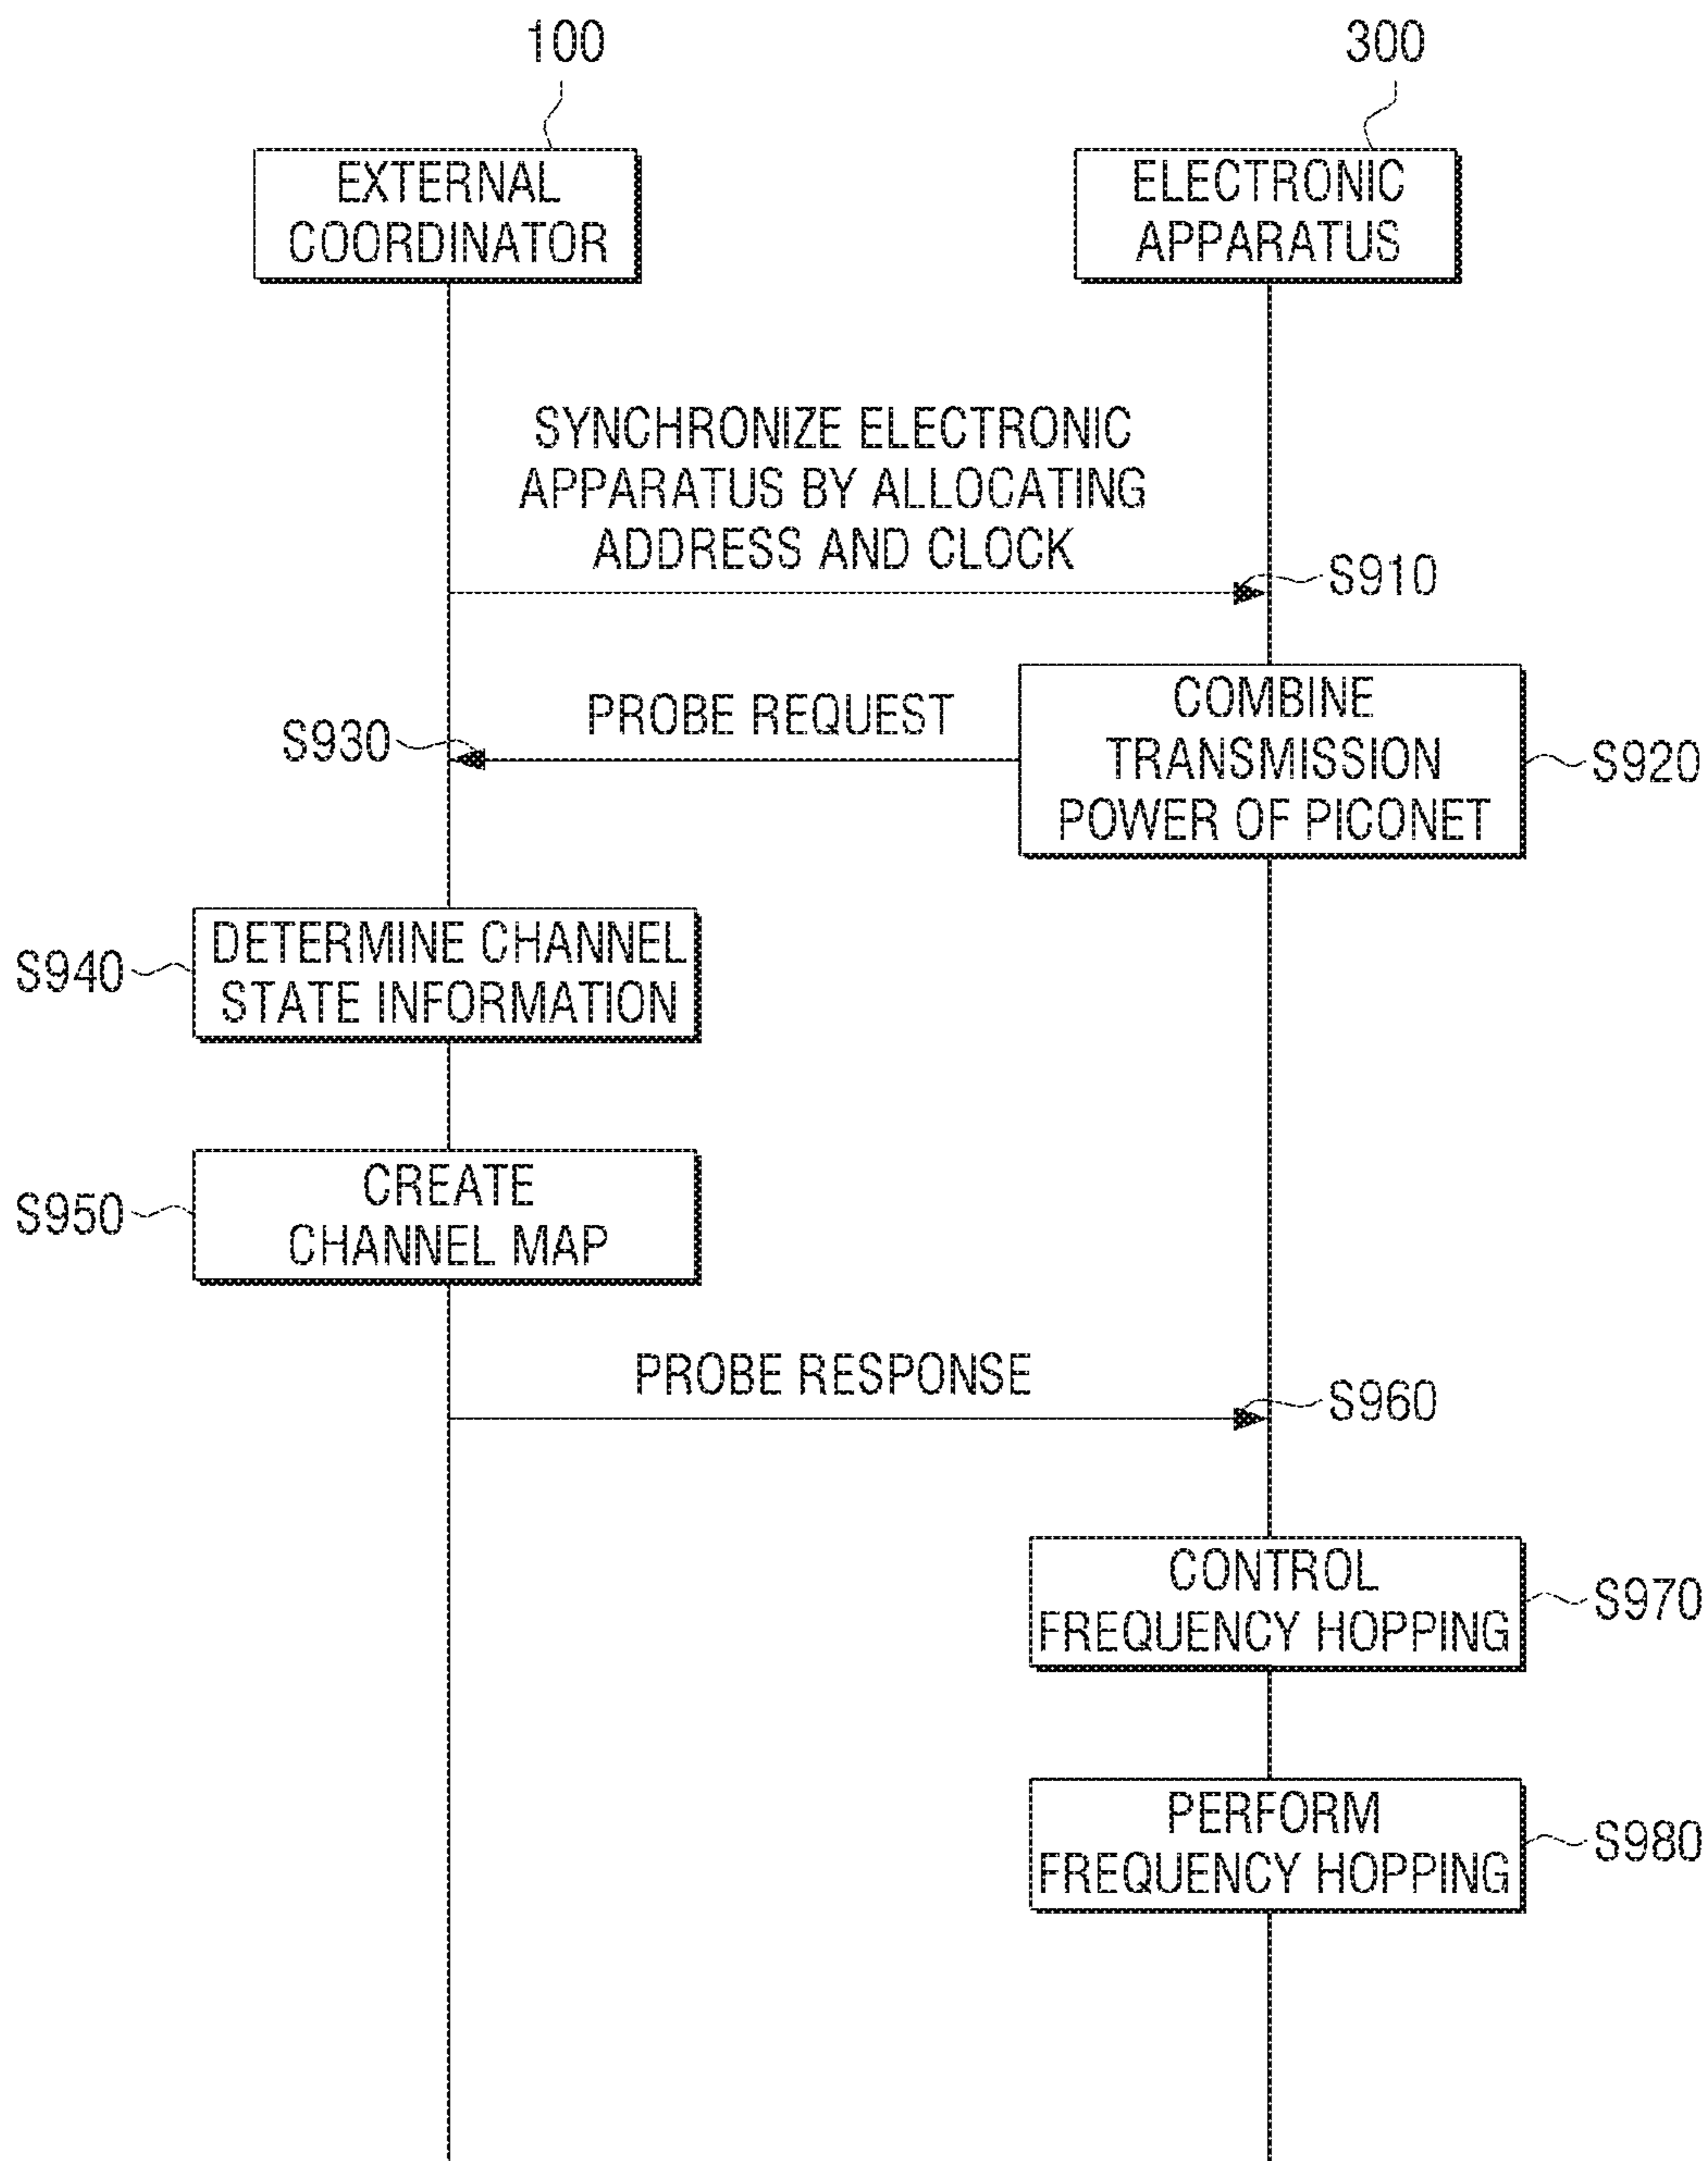 100
300
EXTERNAL
COORDINATOR
ELECTRONIC
APPARATUS
SYNCHRONIZE ELECTRONIC
APPARATUS BY ALLOCATING
ADDRESS AND CLOCK
S910
PROBE REQUEST
S930
COMBINE
TRANSMISSION
POWER OF PICONET
S920
DETERMINE CHANNEL
STATE INFORMATION
S940
CREATE
CHANNEL MAP
S950
PROBE RESPONSE
S960
CONTROL
FREQUENCY HOPPING
S970
PERFORM
FREQUENCY HOPPING
S980